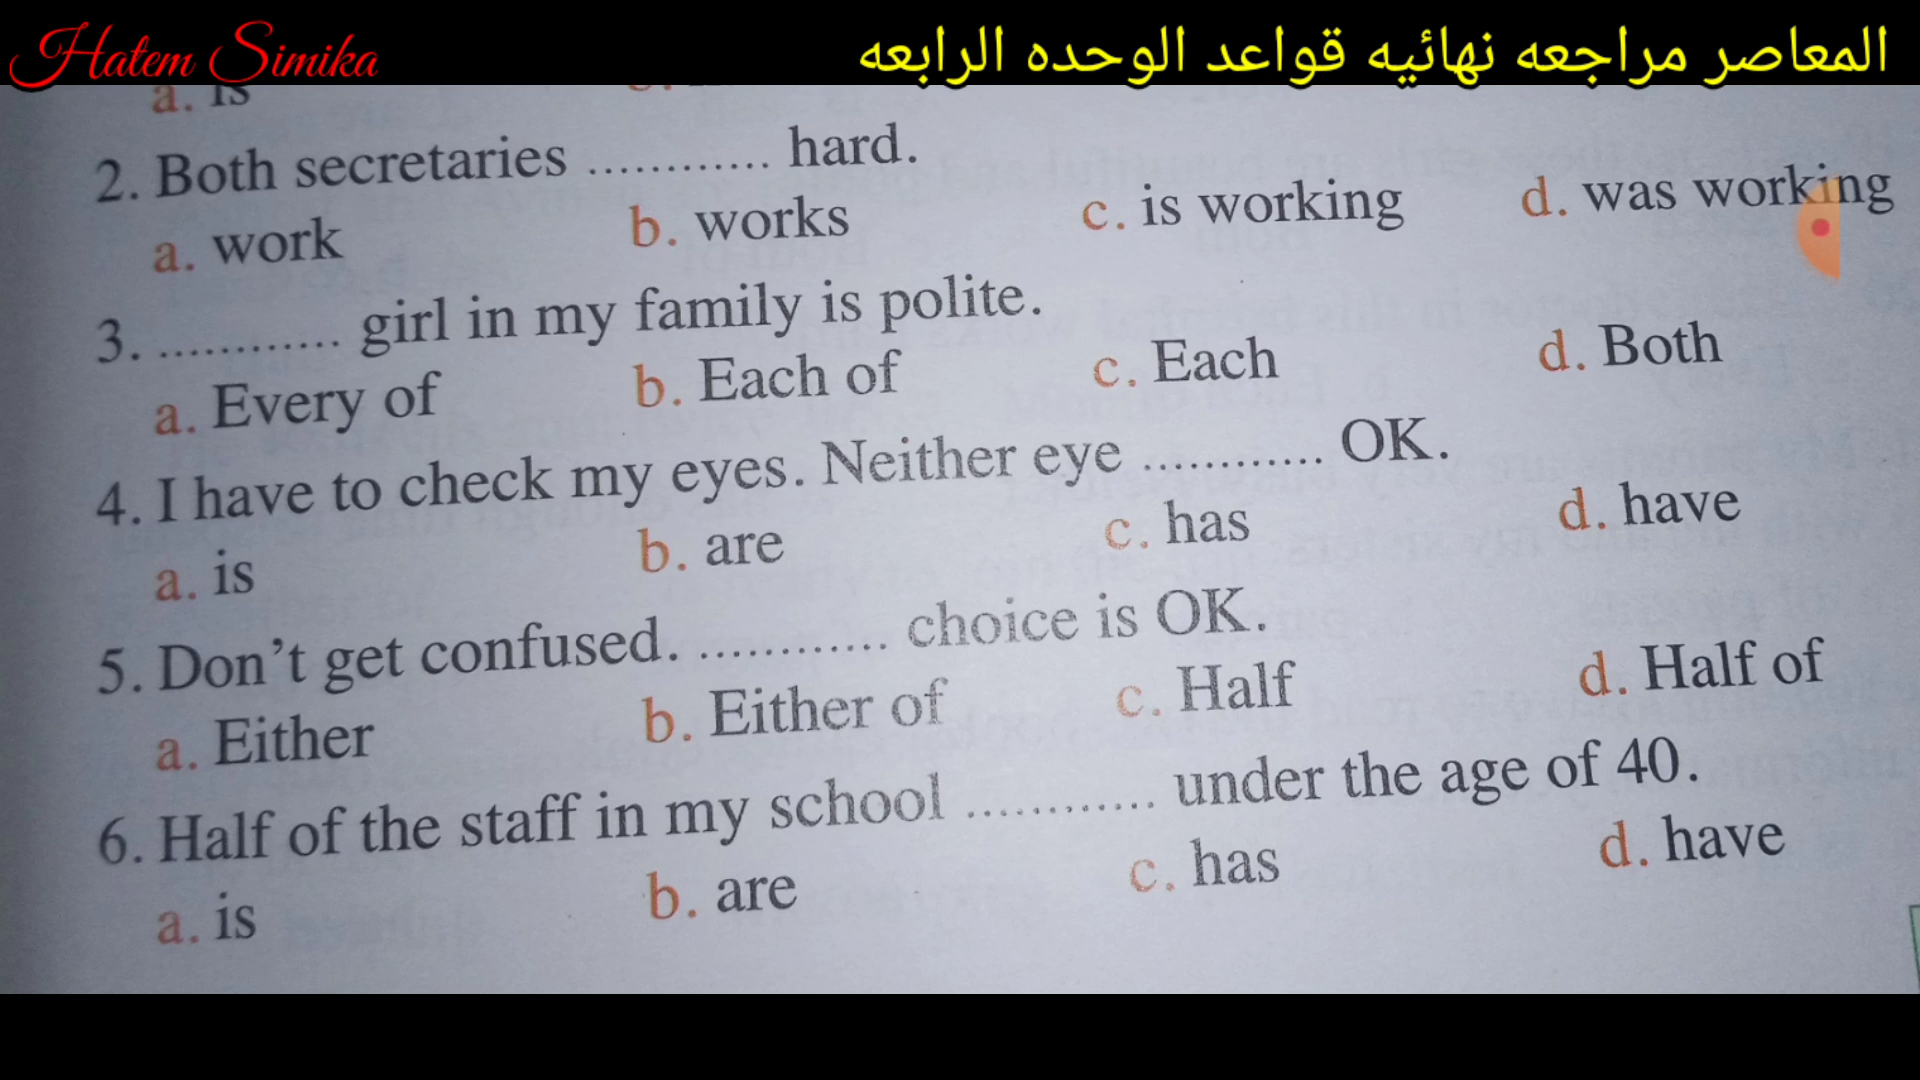 Hatem Simika
المعاصر مراجعه نهائيه قواعد الوحده الرابعه
a. is
2. Both secretaries ............ hard.
a. work b. works c. is working d. was working
3. ............ girl in my family is polite.
a. Every of b. Each of c. Each d. Both
4. I have to check my eyes. Neither eye ............ OK.
a. is b. are c. has d. have
5. Don't get confused. ............ choice is OK.
a. Either b. Either of c. Half d. Half of
6. Half of the staff in my school ............ under the age of 40.
a. is b. are c. has d. have